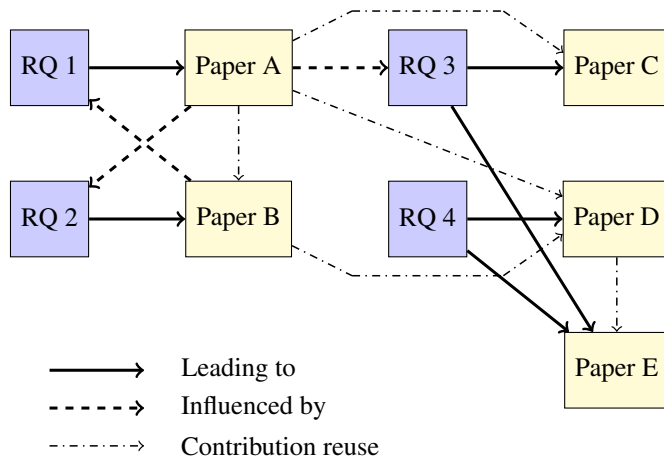 RQ 1
Paper A
RQ 3
Paper C
RQ 2
Paper B
RQ 4
Paper D
Paper E
Leading to
Influenced by
Contribution reuse